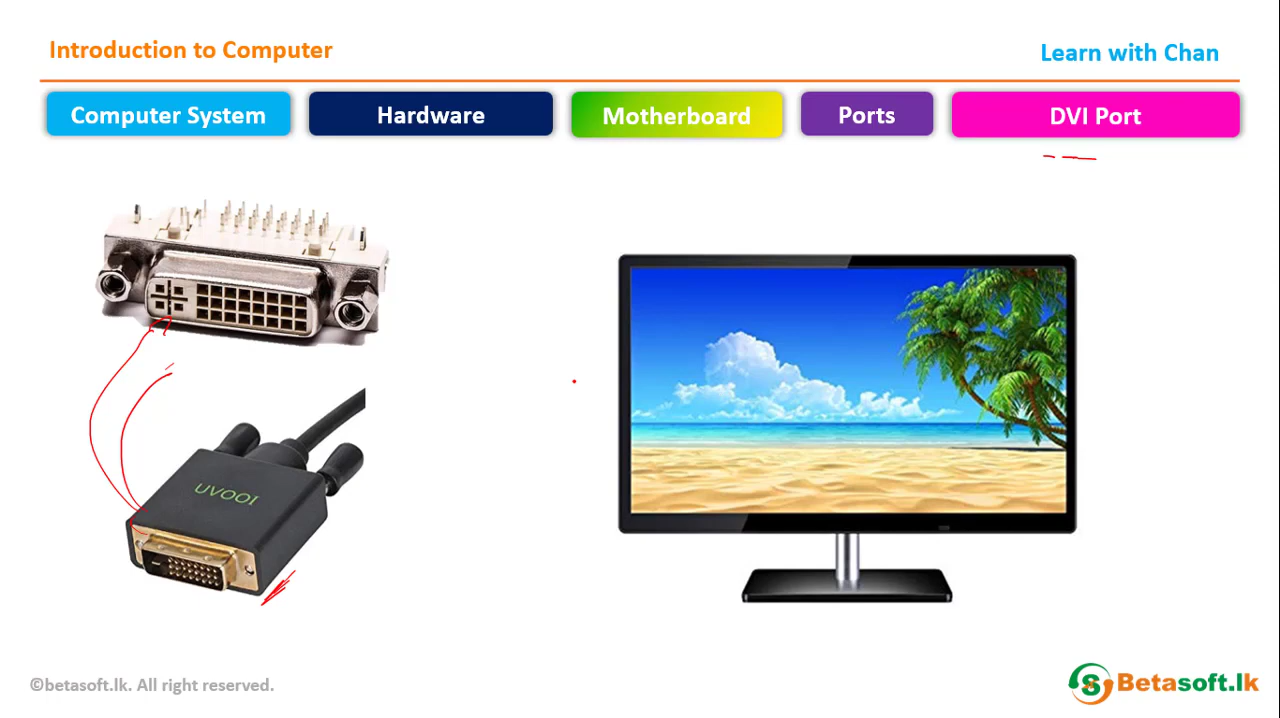 Introduction to Computer
Learn with Chan
Computer System
Hardware
Motherboard
Ports
DVI Port
UVOOI
©betasoft.lk. All right reserved.
Betasoft.lk